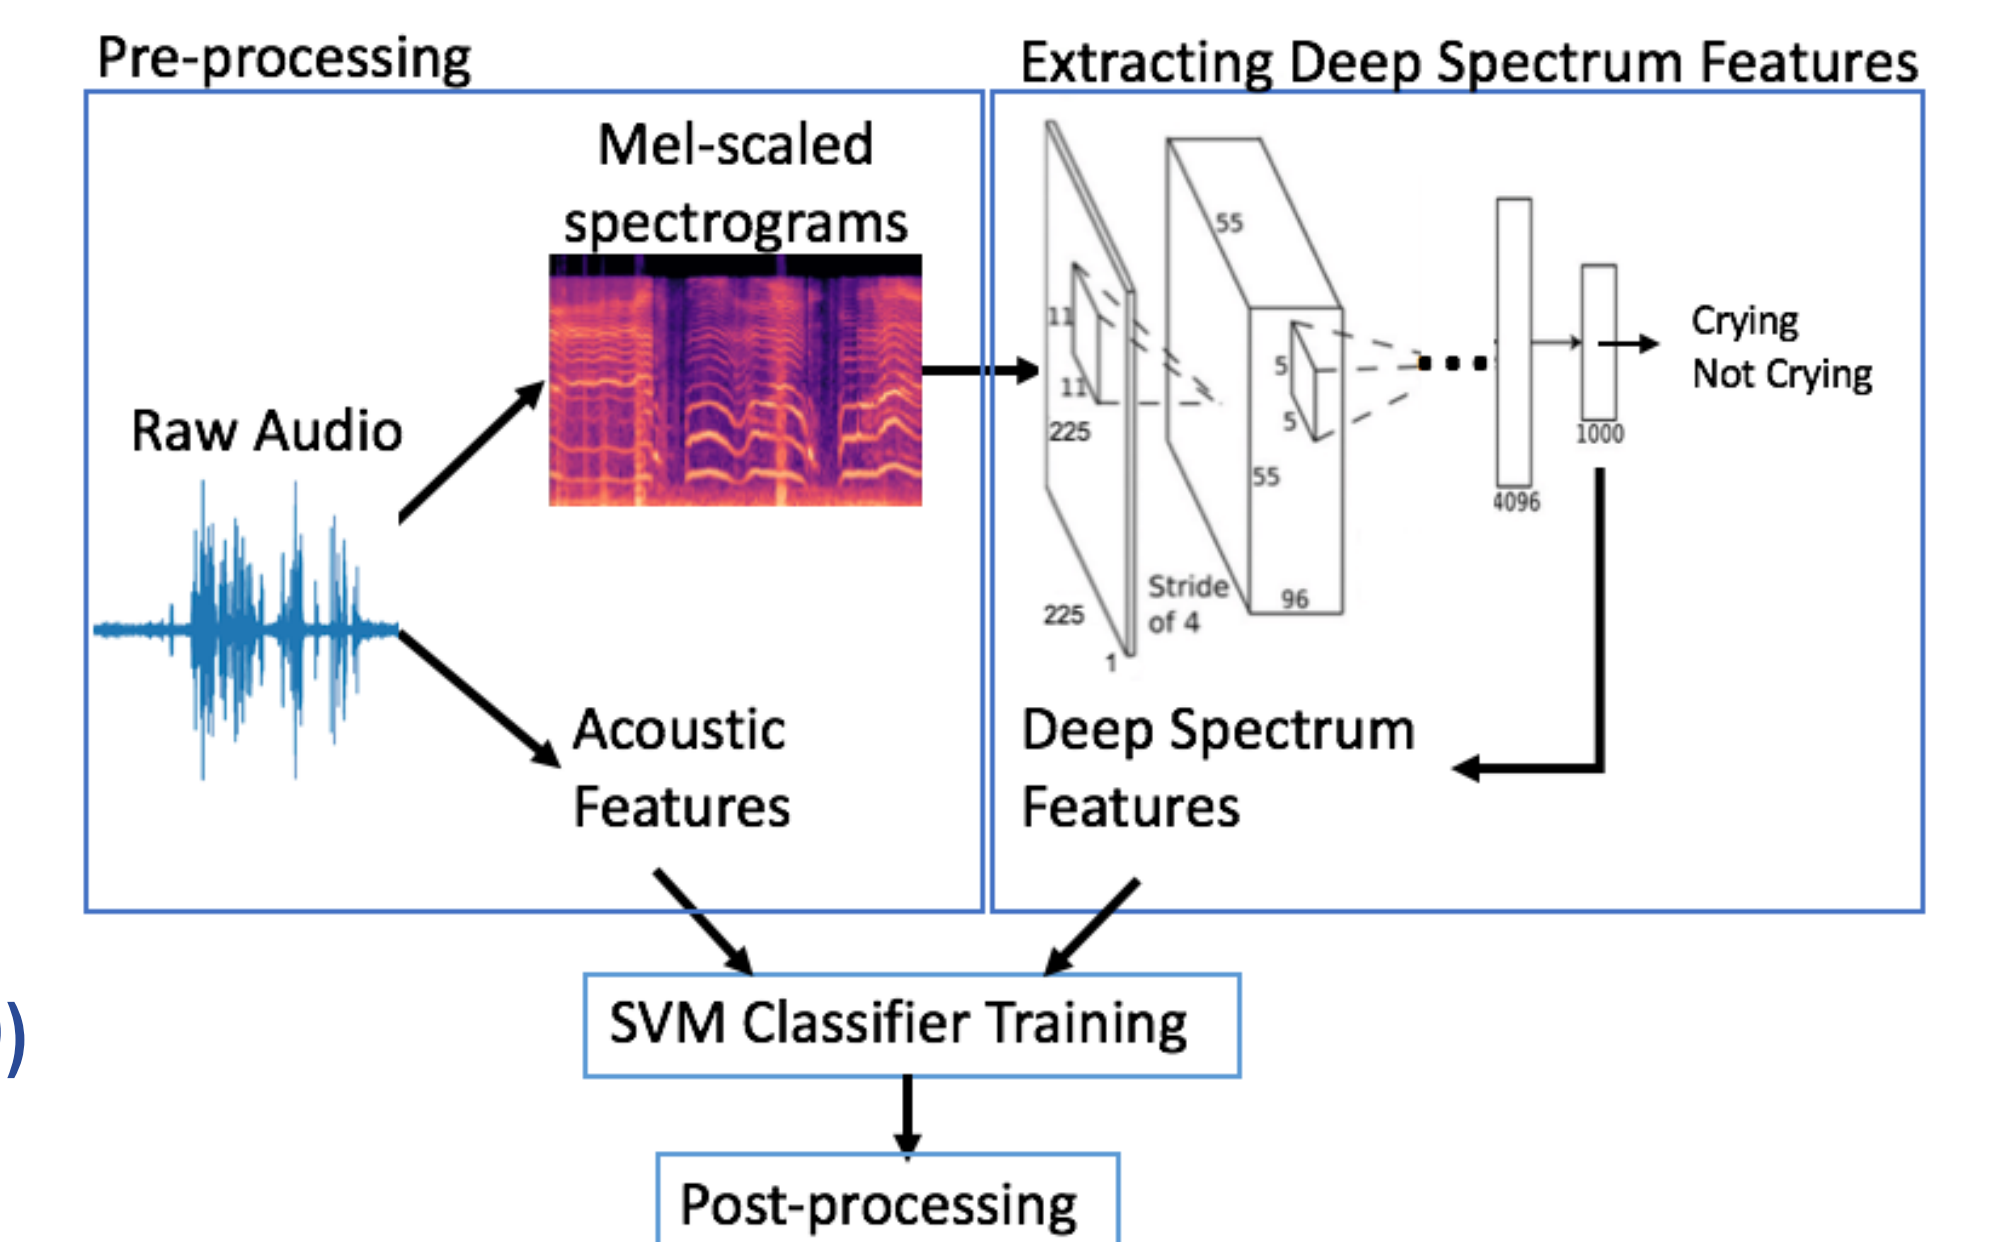 Pre-processing
Extracting Deep Spectrum Features
Mel-scaled
spectrograms
Raw Audio
Acoustic
Features
11
11
225
225
1
Stride
of 4
55
55
96
5
5
4096
1000
Crying
Not Crying
Deep Spectrum
Features
)
SVM Classifier Training
Post-processing